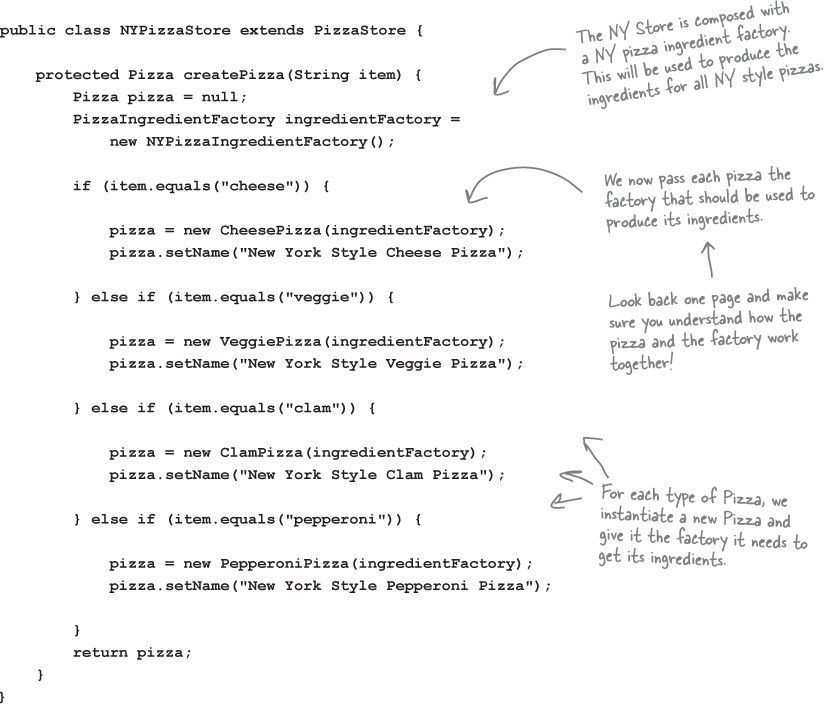 public class NYPizzaStore extends PizzaStore {
protected Pizza createPizza(String item) {
Pizza pizza = null;
PizzaIngredientFactory ingredientFactory =
new NYPizzaIngredientFactory();
The NY Store is composed with
a NY pizza ingredient factory.
This will be used to produce the
ingredients for all NY style pizzas.
if (item.equals("cheese")) {
pizza = new CheesePizza(ingredientFactory);
pizza.setName("New York Style Cheese Pizza");
We now pass each pizza the
factory that should be used to
produce its ingredients.
} else if (item.equals("veggie")) {
pizza = new VeggiePizza(ingredientFactory);
pizza.setName("New York Style Veggie Pizza");
Look back one page and make
sure you understand how the
pizza and the factory work
together!
} else if (item.equals("clam")) {
pizza = new ClamPizza(ingredientFactory);
pizza.setName("New York Style Clam Pizza");
} else if (item.equals("pepperoni")) {
pizza = new PepperoniPizza(ingredientFactory);
pizza.setName("New York Style Pepperoni Pizza");
For each type of Pizza, we
instantiate a new Pizza and
give it the factory it needs to
get its ingredients.
}
return pizza;
}
}